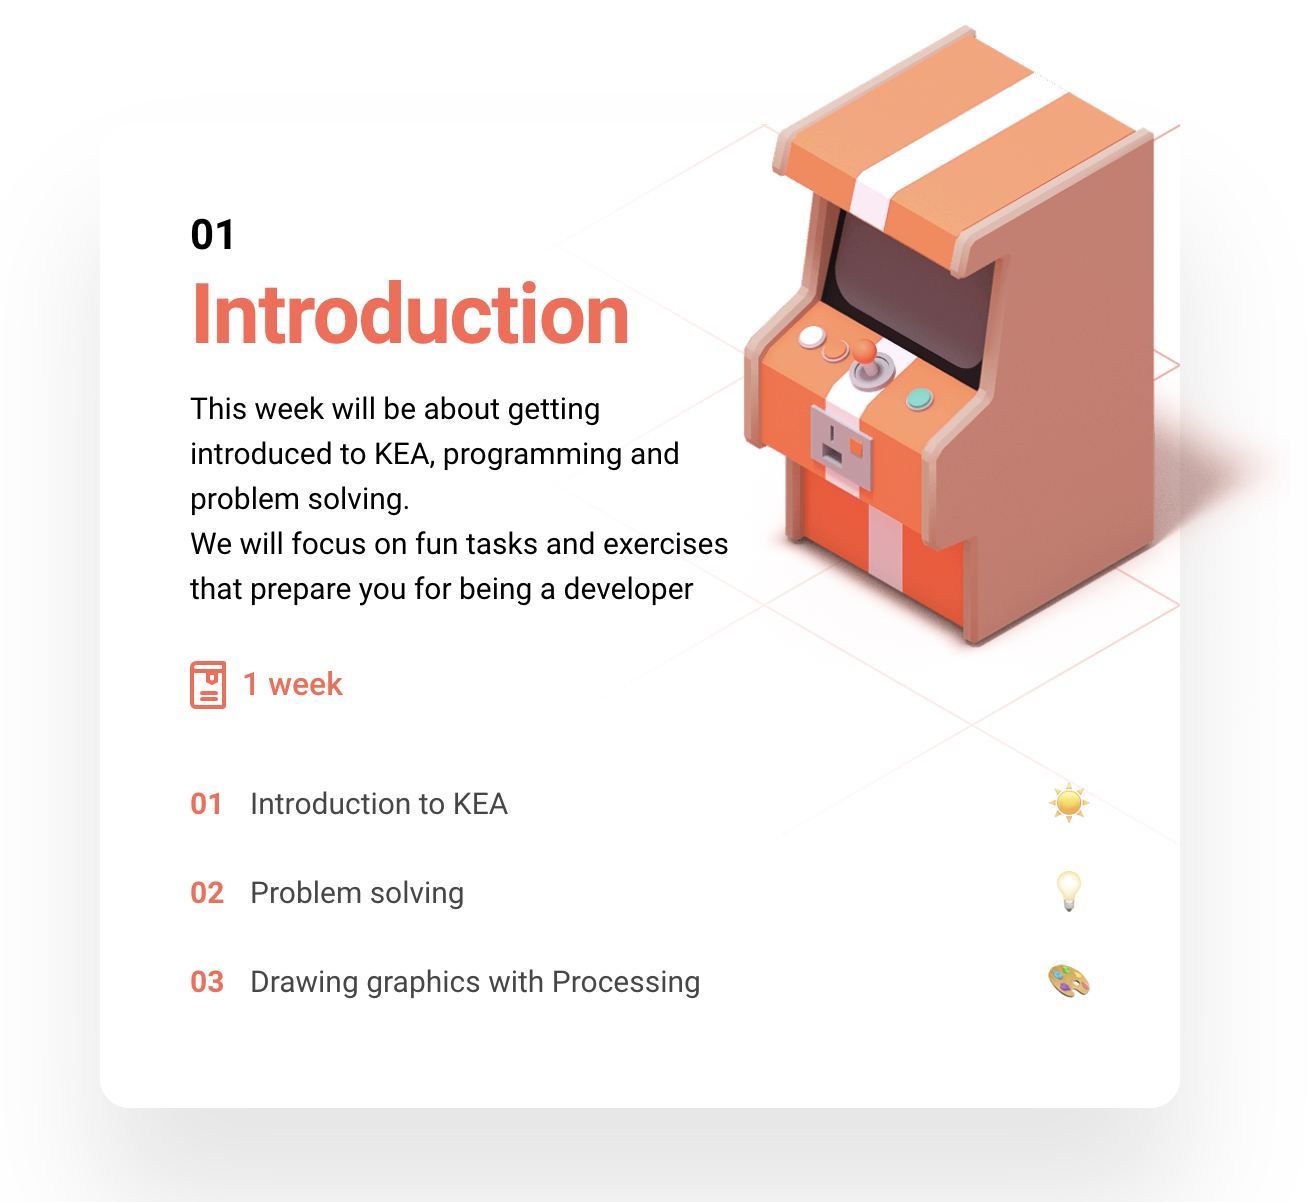 01
Introduction
This week will be about getting
introduced to KEA, programming and
problem solving.
We will focus on fun tasks and exercises
that prepare you for being a developer
1 week
01 Introduction to KEA
02 Problem solving
03 Drawing graphics with Processing